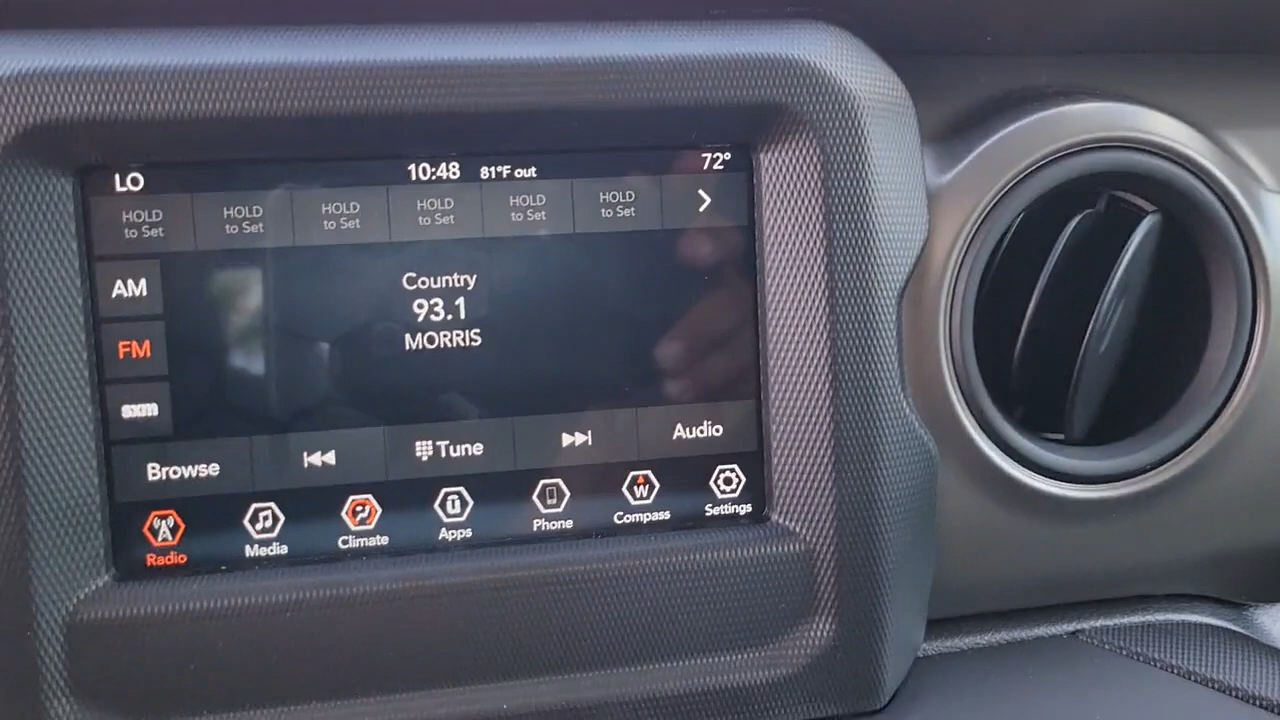 LO 10:48 81°F out 72°
HOLD to Set
HOLD to Set
HOLD to Set
HOLD to Set
HOLD to Set
HOLD to Set
AM
Country
93.1
FM
MORRIS
sxm
Browse
Tune
Audio
Radio
Media
Climate
Apps
Phone
W
Compass
Settings